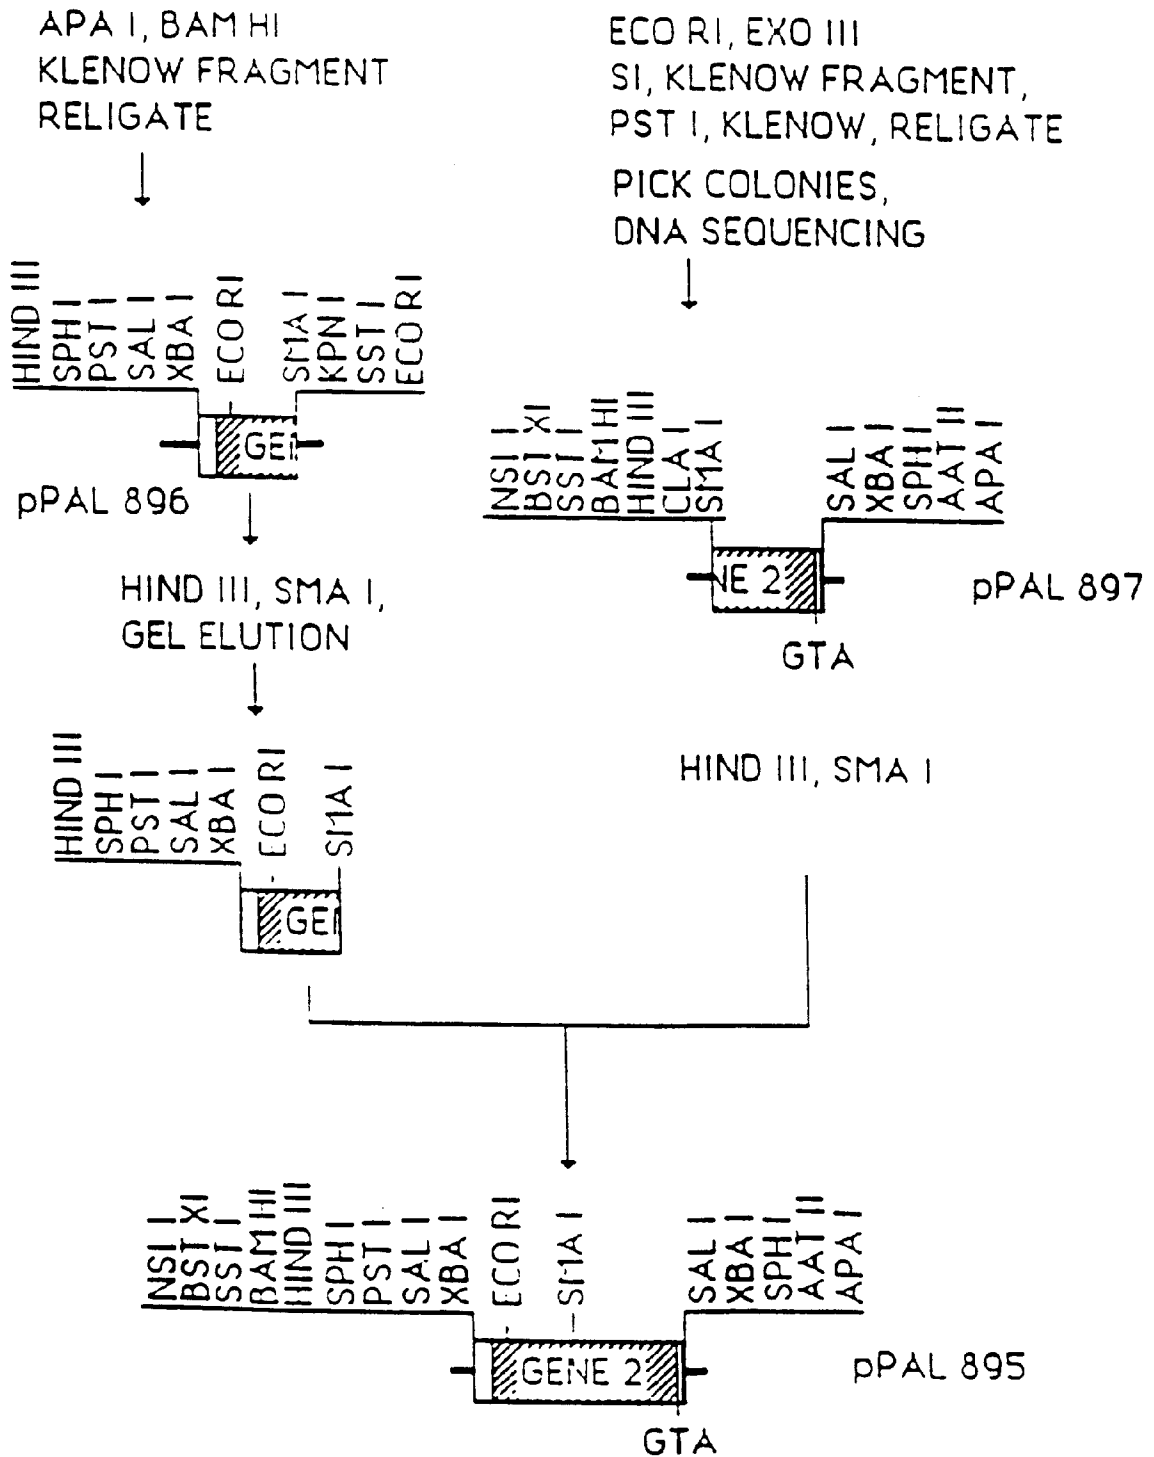 APA I, BAM HI
KLENOW FRAGMENT
RELIGATE
ECO RI, EXO III
SI, KLENOW FRAGMENT,
PST I, KLENOW, RELIGATE
PICK COLONIES,
DNA SEQUENCING
HIND III
SPH I
PST I
SAL I
XBA I
ECO RI
SMA I
KPN I
SST I
ECO RI
GEN
pPAL 896
NSI I
BST XI
SST I
BAM HI
HIND III
CLA I
SMA I
SAL I
XBA I
SPH I
AAT II
APA I
NE 2
pPAL 897
GTA
HIND III, SMA I,
GEL ELUTION
HIND III
SPH I
PST I
SAL I
XBA I
ECO RI
SMA I
GEN
HIND III, SMA I
NSI I
BST XI
SST I
BAM HI
HIND III
SPH I
PST I
SAL I
XBA I
ECO RI
SMA I
SAL I
XBA I
SPH I
AAT II
APA I
GENE 2
pPAL 895
GTA